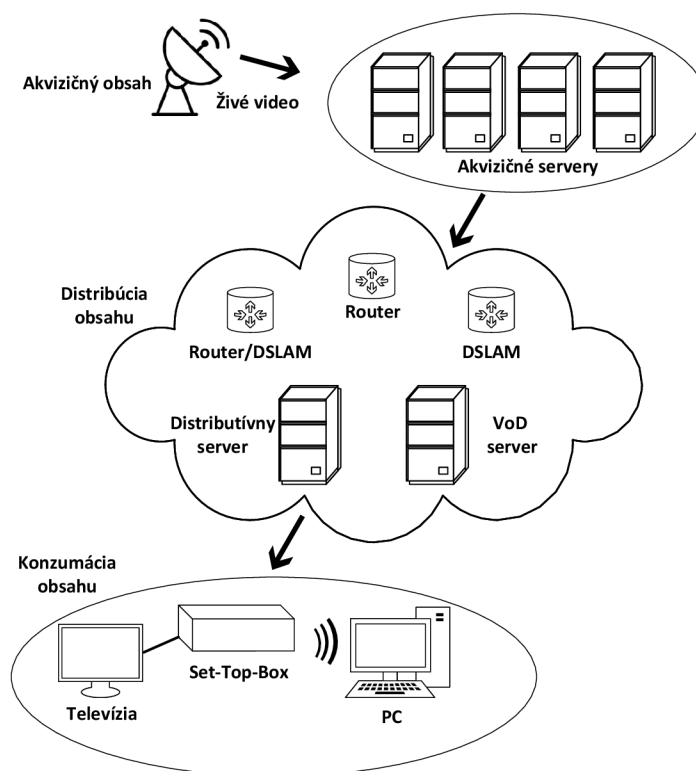 Akvizičný obsah
Živé video
Akvizičné servery
Distribúcia
obsahu
Router
Router/DSLAM
DSLAM
Distributívny
server
VoD
server
Konzumácia
obsahu
Set-Top-Box
Televízia
PC